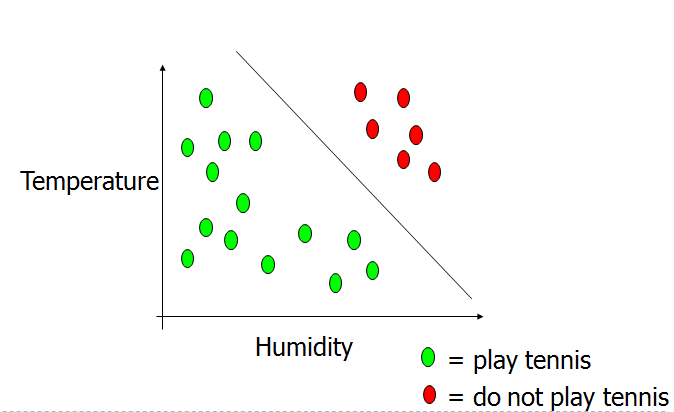 Temperature
Humidity
= play tennis
= do not play tennis